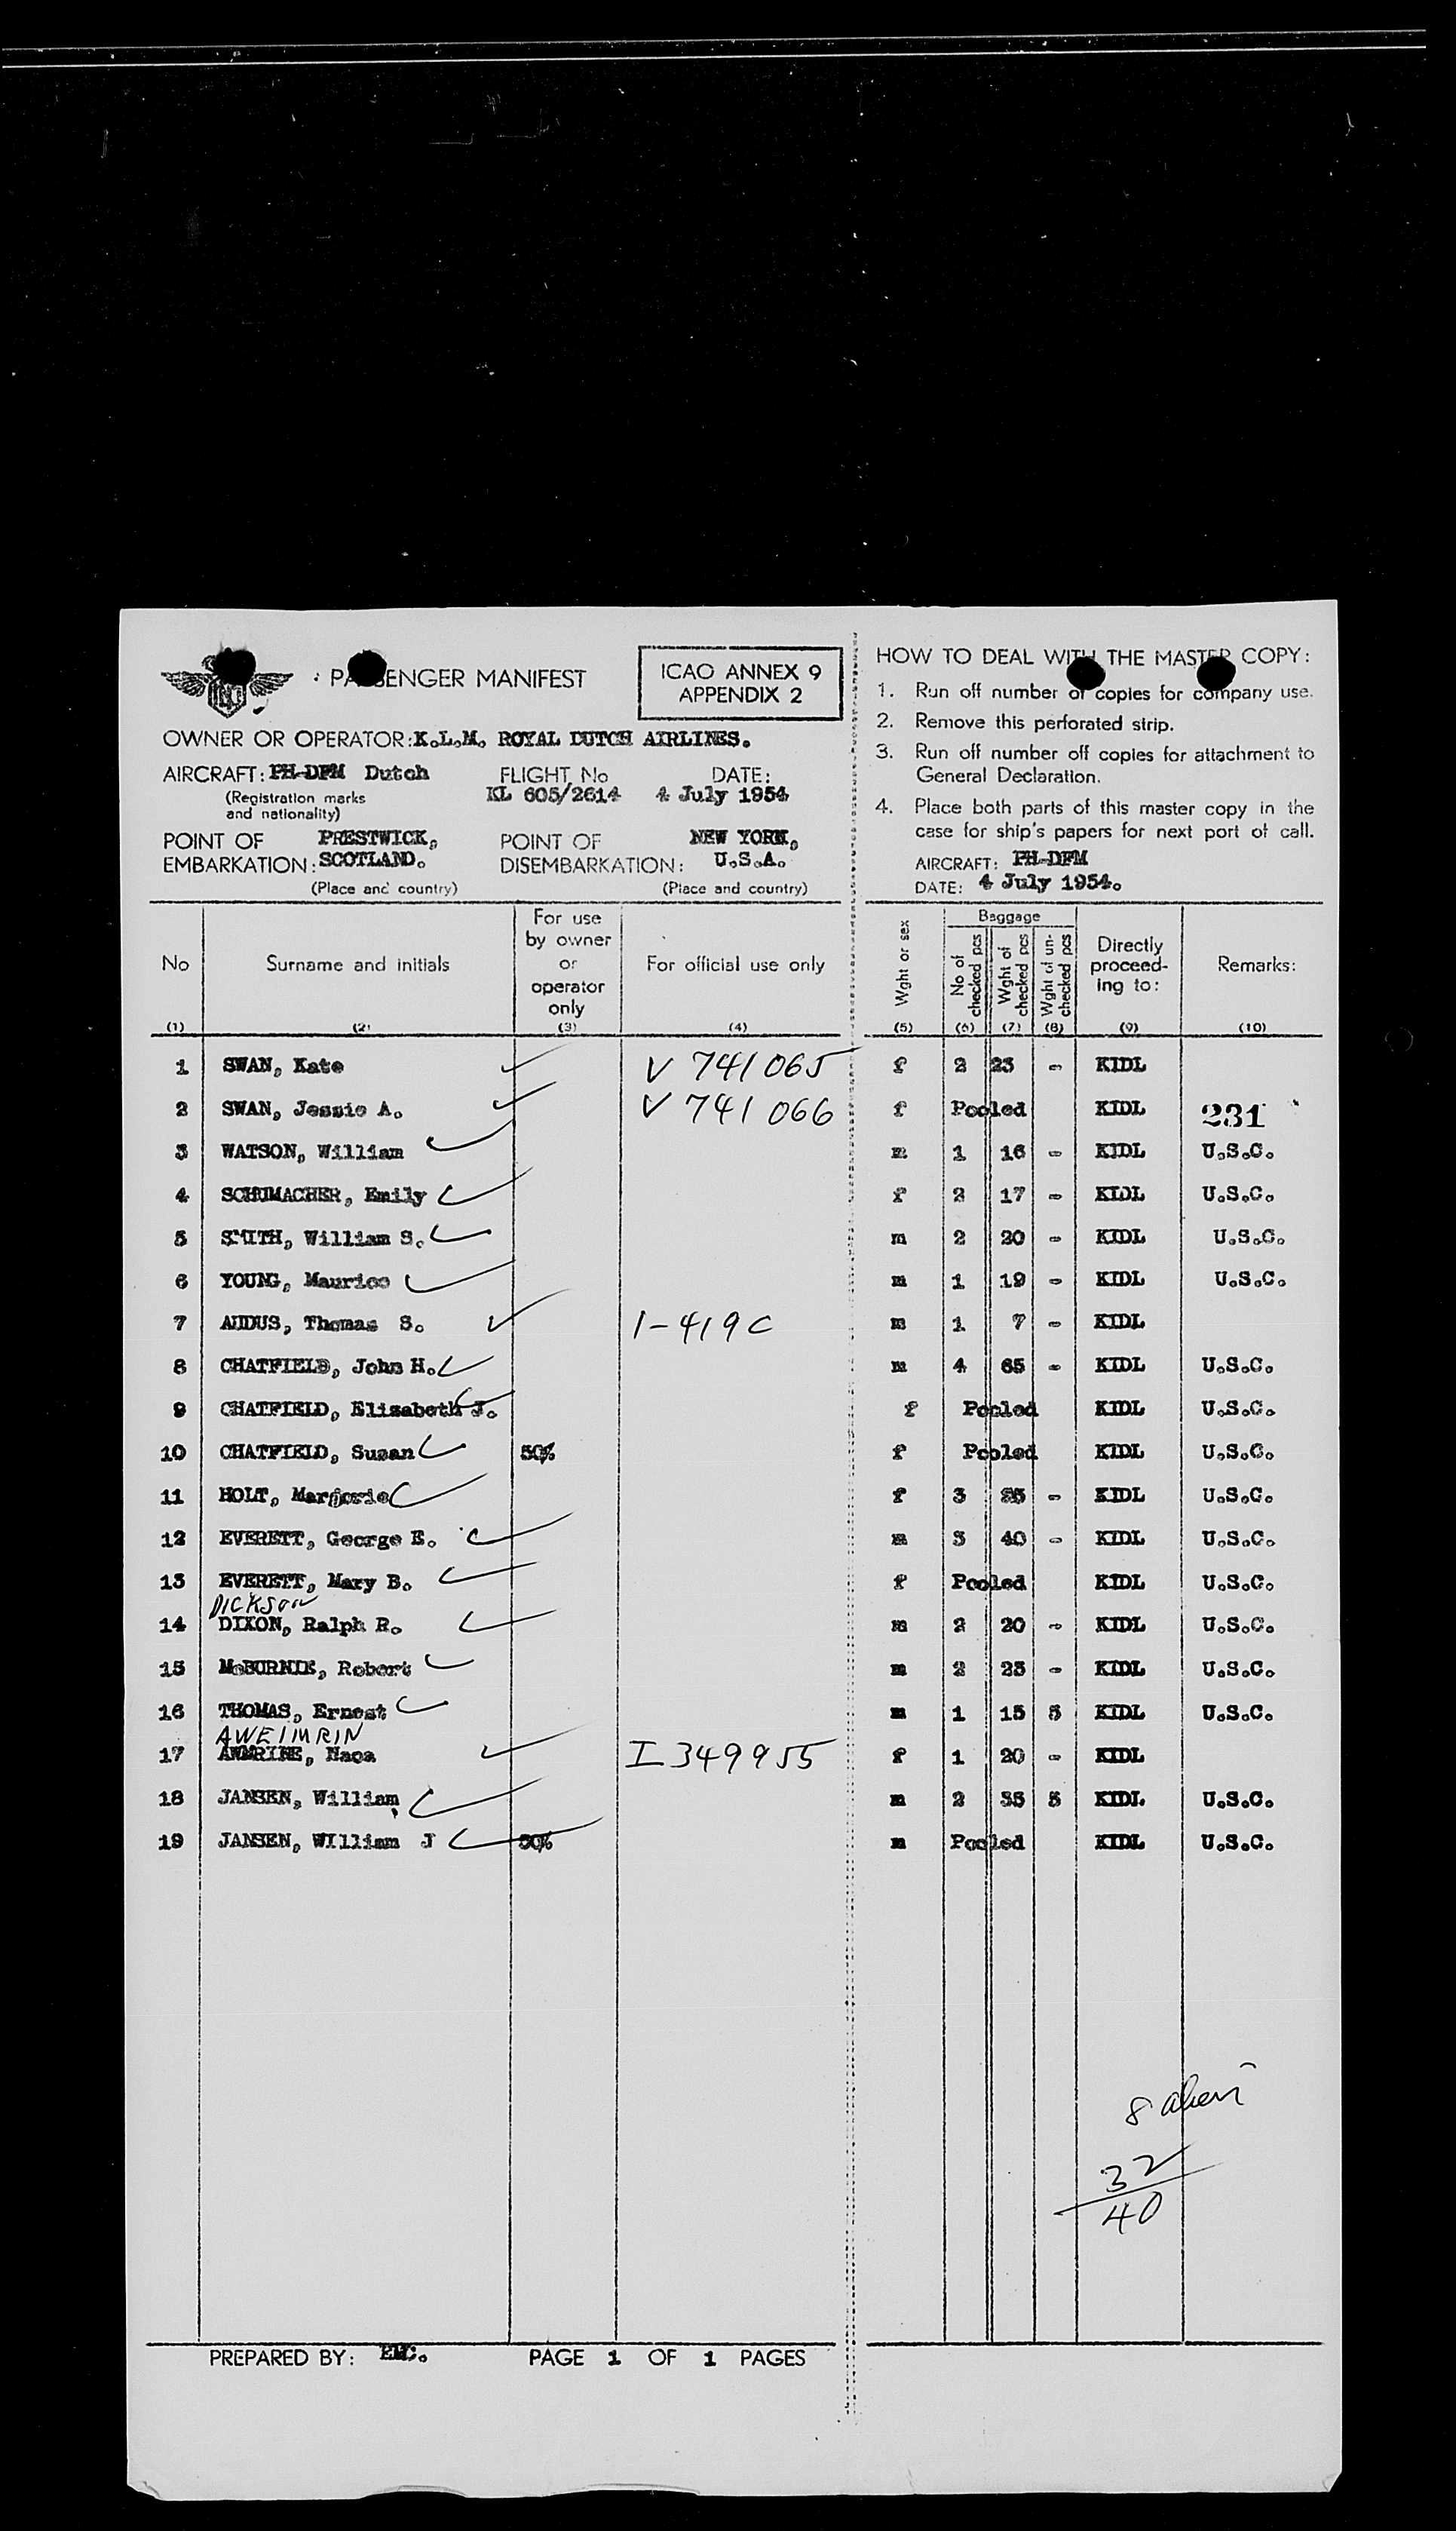 PASSENGER MANIFEST
ICAO ANNEX 9
APPENDIX 2
OWNER OR OPERATOR: K.L.M. ROYAL DUTCH AIRLINES.
AIRCRAFT: PH-DFM Dutch
(Registration marks
and nationality)
FLIGHT No
KL 605/2614
DATE:
4 July 1954
POINT OF EMBARKATION: PRESTWICK, SCOTLAND.
(Place and country)
POINT OF DISEMBARKATION: NEW YORK, U.S.A.
(Place and country)
HOW TO DEAL WITH THE MASTER COPY:
1. Run off number of copies for company use.
2. Remove this perforated strip.
3. Run off number off copies for attachment to
General Declaration.
4. Place both parts of this master copy in the
case for ship's papers for next port of call.
AIRCRAFT: PH-DFM
DATE: 4 July 1954.
No (1)
Surname and initials (2)
For use by owner or operator only (3)
For official use only (4)
Wght or sex (5)
Baggage
No of checked pcs (6)
Wght of checked pcs (7)
Wght of un-checked pcs (8)
Directly proceed-ing to: (9)
Remarks: (10)
1 SWAN, Kate V 741065 f 2 23 - KIDL
2 SWAN, Jessie A. V 741066 f Pooled KIDL 231
3 WATSON, William m 1 16 - KIDL U.S.C.
4 SCHUMACHER, Emily f 2 17 - KIDL U.S.C.
5 SMITH, William S. m 2 20 - KIDL U.S.C.
6 YOUNG, Maurice m 1 19 - KIDL U.S.C.
7 AUDUS, Thomas S. I-419C m 1 7 - KIDL
8 CHATFIELD, John H. m 4 65 - KIDL U.S.C.
9 CHATFIELD, Elizabeth J. f Pooled KIDL U.S.C.
10 CHATFIELD, Susan 50% f Pooled KIDL U.S.C.
11 HOLT, Marjorie f 3 - KIDL U.S.C.
12 EVERETT, George E. m 3 40 - KIDL U.S.C.
13 EVERETT, Mary B. f Pooled KIDL U.S.C.
DICKSON
14 DIXON, Ralph R. m 2 20 - KIDL U.S.C.
15 McBURNIE, Robert m 2 23 - KIDL U.S.C.
16 THOMAS, Ernest m 1 15 5 KIDL U.S.C.
AWEIMRIN
17 Naoa I 349955 f 1 20 - KIDL
18 JANSEN, William m 2 35 5 KIDL U.S.C.
19 JANSEN, WIlliam J 50% m Pooled KIDL U.S.C.
8 alien
32
40
PREPARED BY: EMC.
PAGE 1 OF 1 PAGES